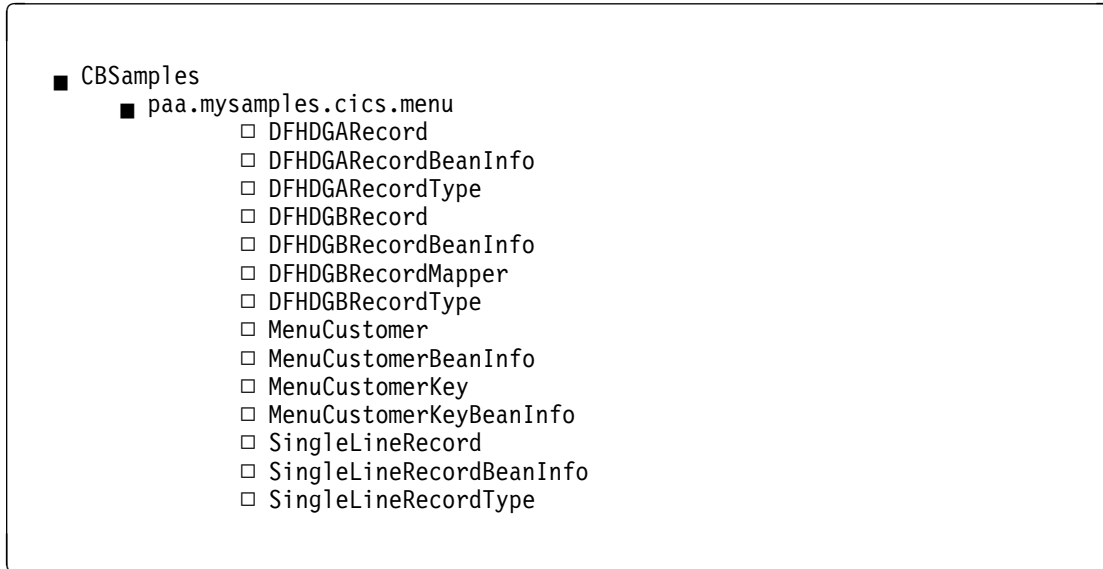 ■ CBSamples
■ paa.mysamples.cics.menu
□ DFHDGARecord
□ DFHDGARecordBeanInfo
□ DFHDGARecordType
□ DFHDGBRecord
□ DFHDGBRecordBeanInfo
□ DFHDGBRecordMapper
□ DFHDGBRecordType
□ MenuCustomer
□ MenuCustomerBeanInfo
□ MenuCustomerKey
□ MenuCustomerKeyBeanInfo
□ SingleLineRecord
□ SingleLineRecordBeanInfo
□ SingleLineRecordType